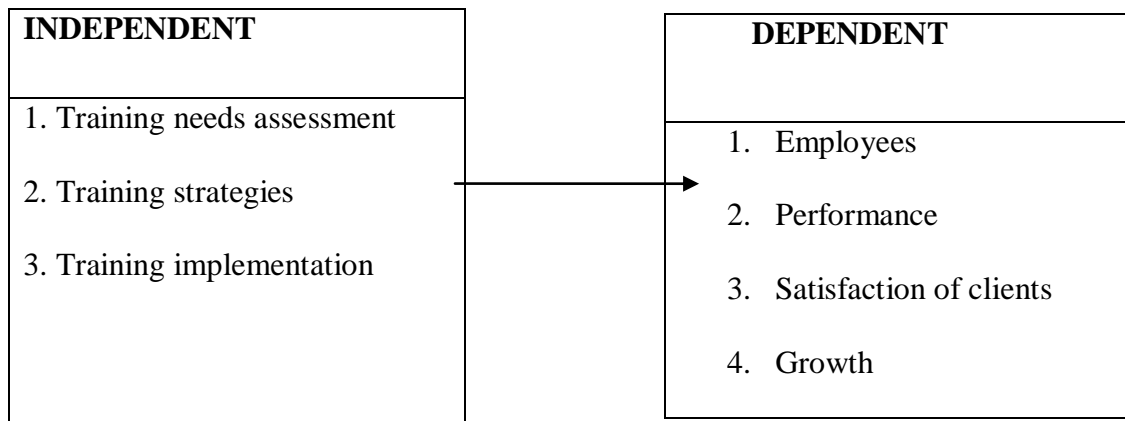 INDEPENDENT
1. Training needs assessment
2. Training strategies
3. Training implementation
DEPENDENT
1. Employees
2. Performance
3. Satisfaction of clients
4. Growth